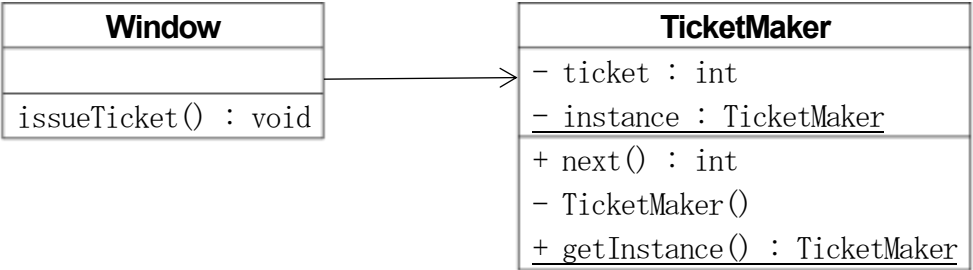 Window
issueTicket() : void
TicketMaker
- ticket : int
- instance : TicketMaker
+ next() : int
- TicketMaker()
+ getInstance() : TicketMaker